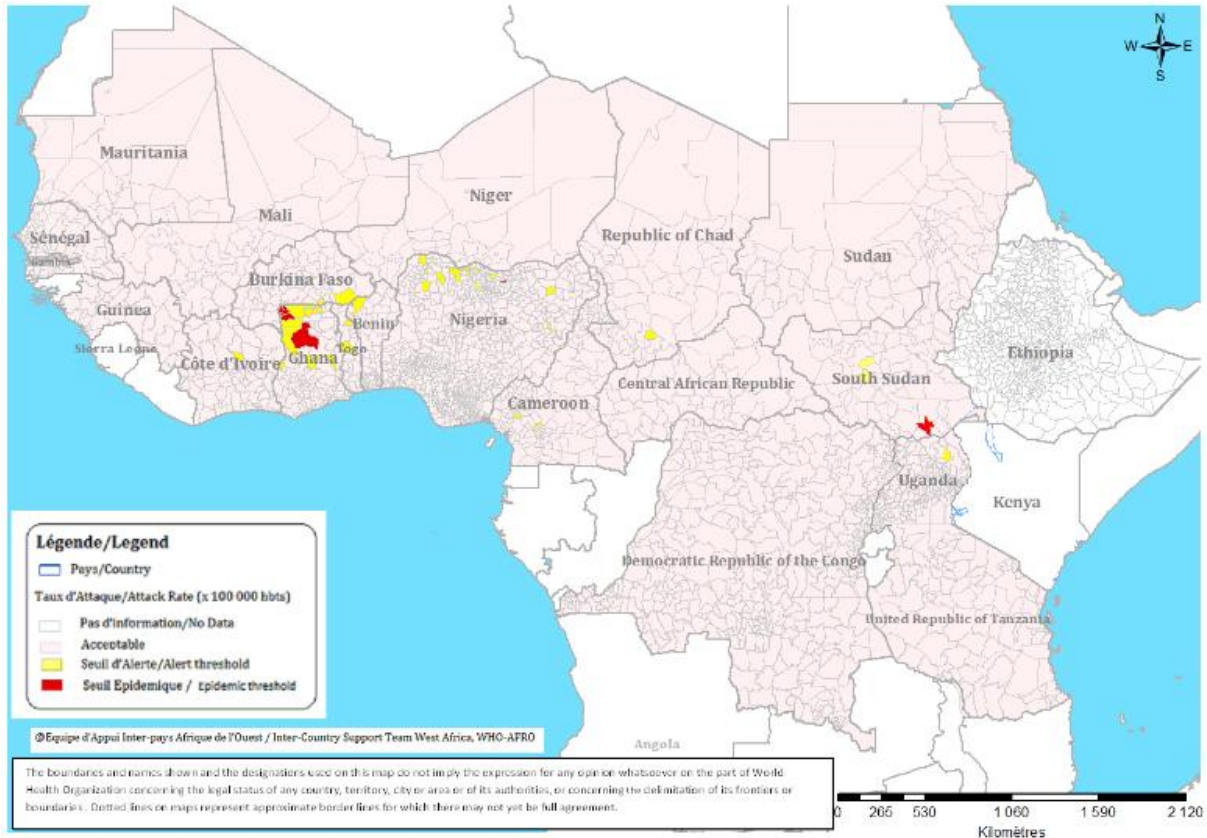 N
W E
S
Mauritania
Mali
Niger
Republic of Chad
Sudan
Sénégal
Gambia
Burkina Faso
Guinea
Benin
Nigeria
Ethiopia
Sierra Leone
Côte d'Ivoire
Ghana
Togo
South Sudan
Central African Republic
Cameroon
Uganda
Kenya
Democratic Republic of the Congo
United Republic of Tanzania
Angola
Légende/Legend
Pays/Country
Taux d'Attaque/Attack Rate (x 100 000 hbts)
Pas d'information/No Data
Acceptable
Seuil d'Alerte/Alert threshold
Seuil Epidemique / Epidemic threshold
@Equipe d'Appui Inter-pays Afrique de l'Ouest / Inter-Country Support Team West Africa, WHO-AFRO
The boundaries and names shown and the designations used on this map do not imply the expression for any opinion whatsoever on the part of World
Health Organization concerning the legal status of any country, territory, city or area or of its authorities, or concerning the delimitation of its frontiers or
boundaries . Dotted lines on maps represent approximate border lines for which there may not yet be full agreement.
0 265 530 1 060 1 590 2 120
Kilomètres